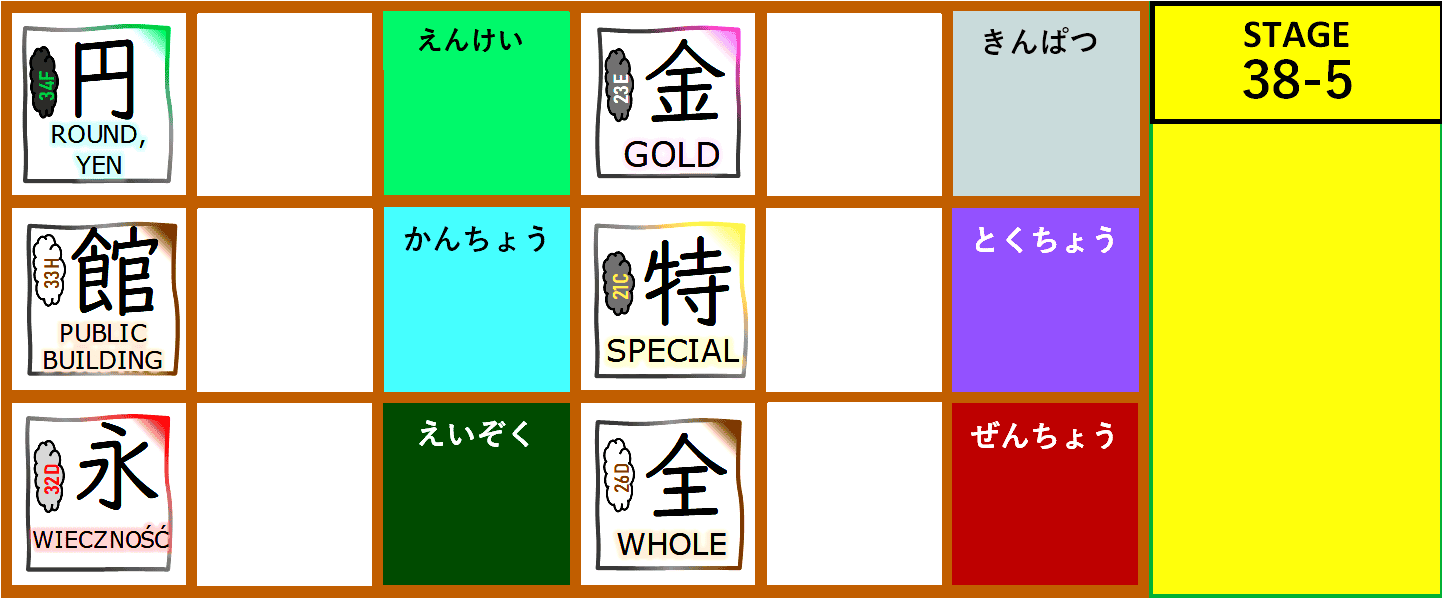 34F
円
ROUND,
YEN
えんけい
23E
金
GOLD
きんぱつ
STAGE
38-5
33H
館
PUBLIC
BUILDING
かんちょう
21C
特
SPECIAL
とくちょう
32D
永
WIECZNOŚĆ
えいぞく
26D
全
WHOLE
ぜんちょう